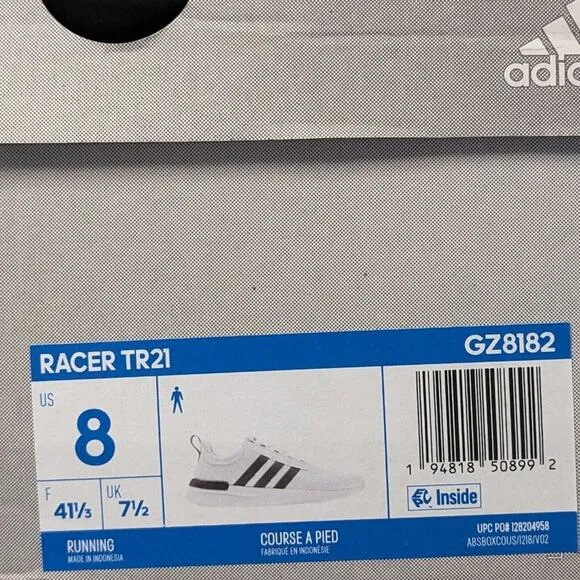 adidas
RACER TR21
GZ8182
US
8
F
41⅓
UK
7½
1 94818 50899 2
Inside
RUNNING
MADE IN INDONESIA
COURSE A PIED
FABRIQUÉ EN INDONÉSIE
UPC PO# 128204958
ABSBOXCOUS/1218/V02